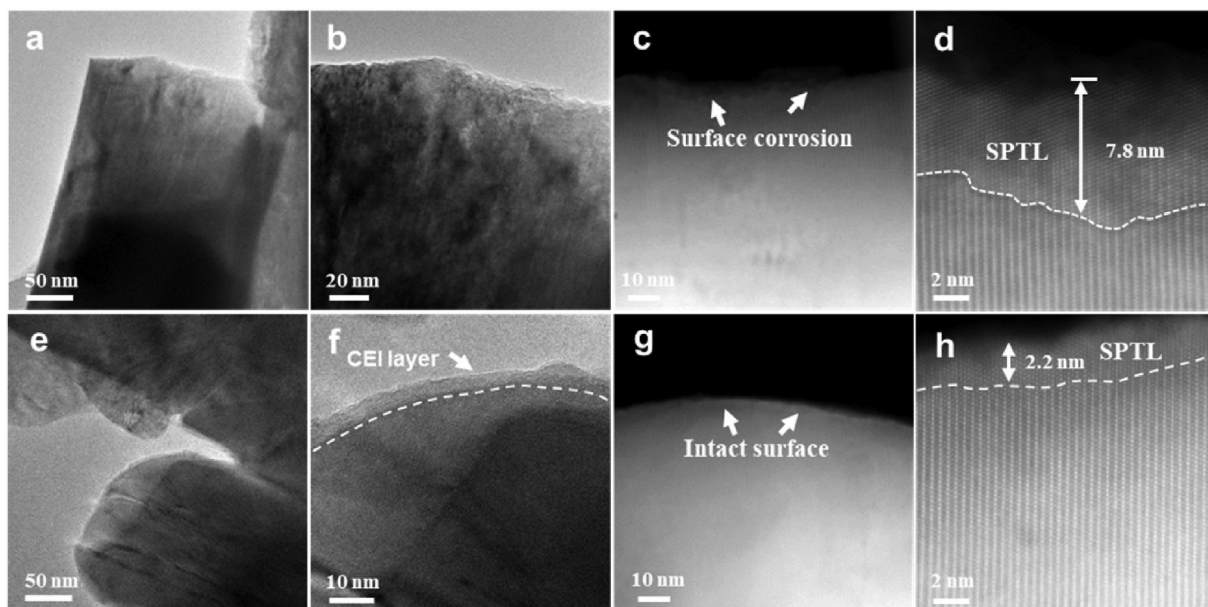 a
50 nm
b
20 nm
c
Surface corrosion
10 nm
d
SPTL
7.8 nm
2 nm
e
50 nm
f
CEI layer
10 nm
g
Intact surface
10 nm
h
2.2 nm
SPTL
2 nm